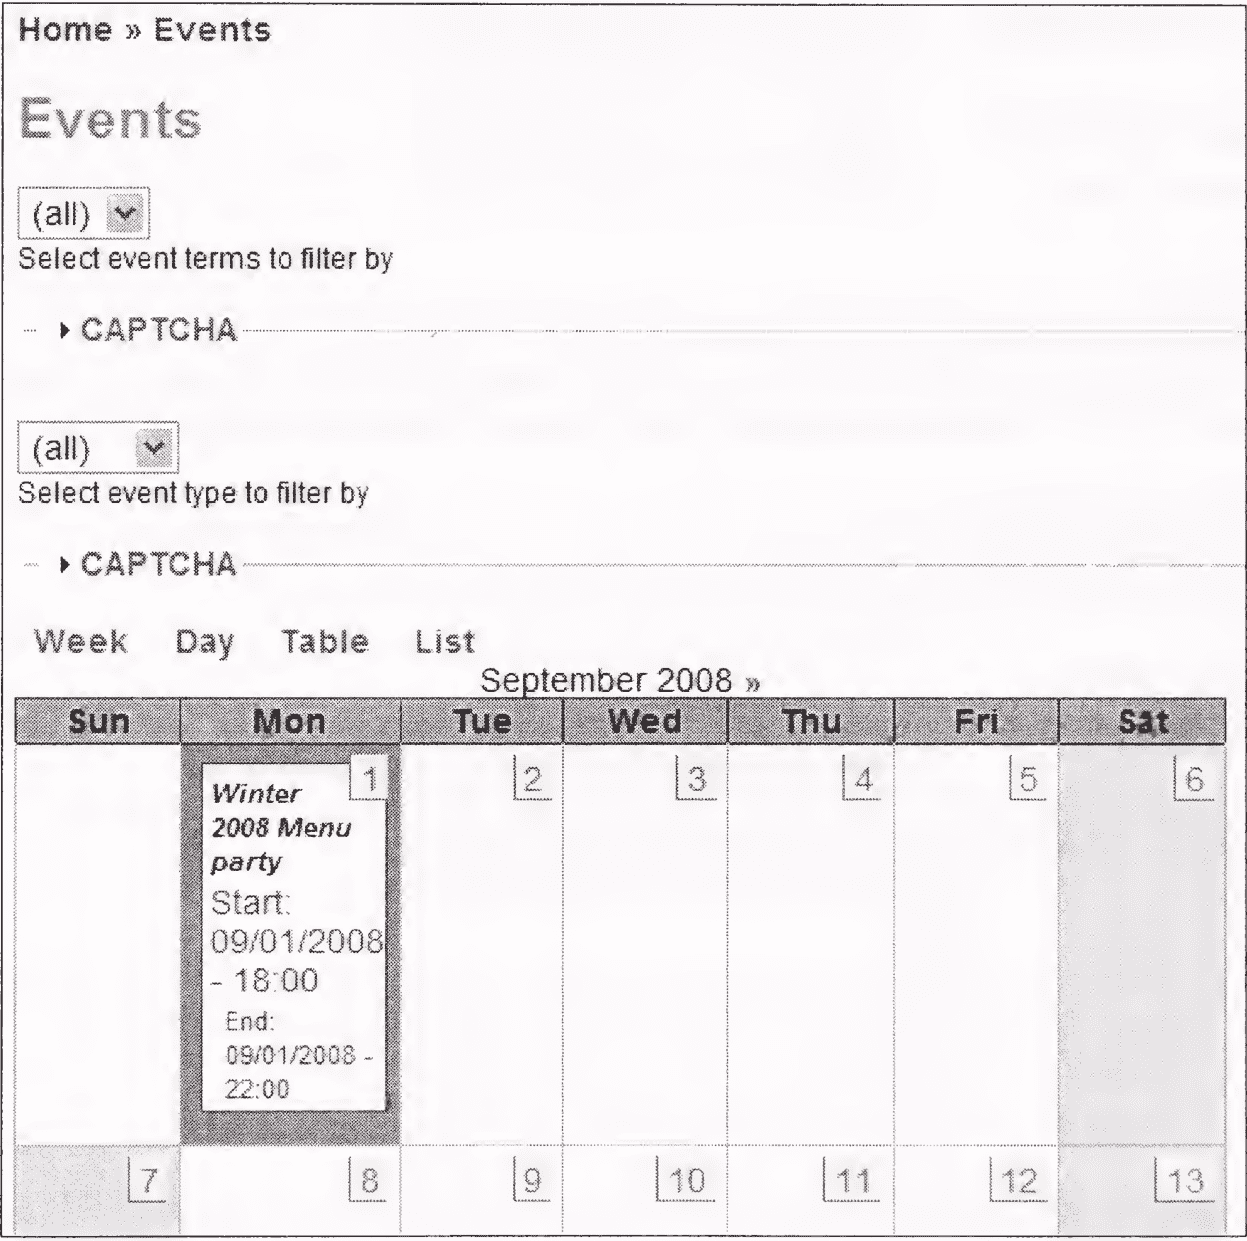 Home » Events
Events
(all)
Select event terms to filter by
CAPTCHA
(all)
Select event type to filter by
CAPTCHA
Week Day Table List
September 2008 »
Sun Mon Tue Wed Thu Fri Sat
1 2 3 4 5 6
Winter
2008 Menu
party
Start:
09/01/2008
- 18:00
End:
09/01/2008 -
22:00
7 8 9 10 11 12 13